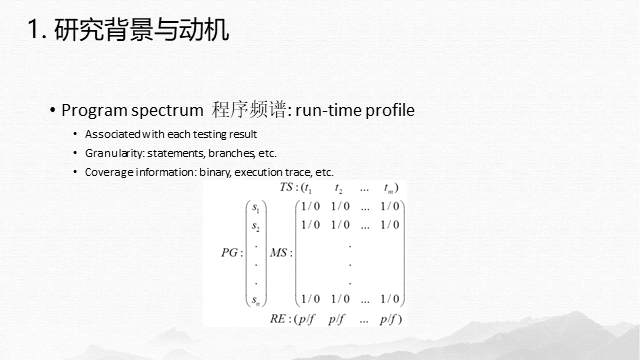 1. 研究背景与动机
• Program spectrum 程序频谱: run-time profile
• Associated with each testing result
• Granularity: statements, branches, etc.
• Coverage information: binary, execution trace, etc.
TS : (t₁ t₂ ... tₘ)
s₁ 1/0 1/0 ... 1/0
s₂ 1/0 1/0 ... 1/0
. .
PG : . MS : .
. .
sₙ 1/0 1/0 ... 1/0
RE : (p/f p/f ... p/f)